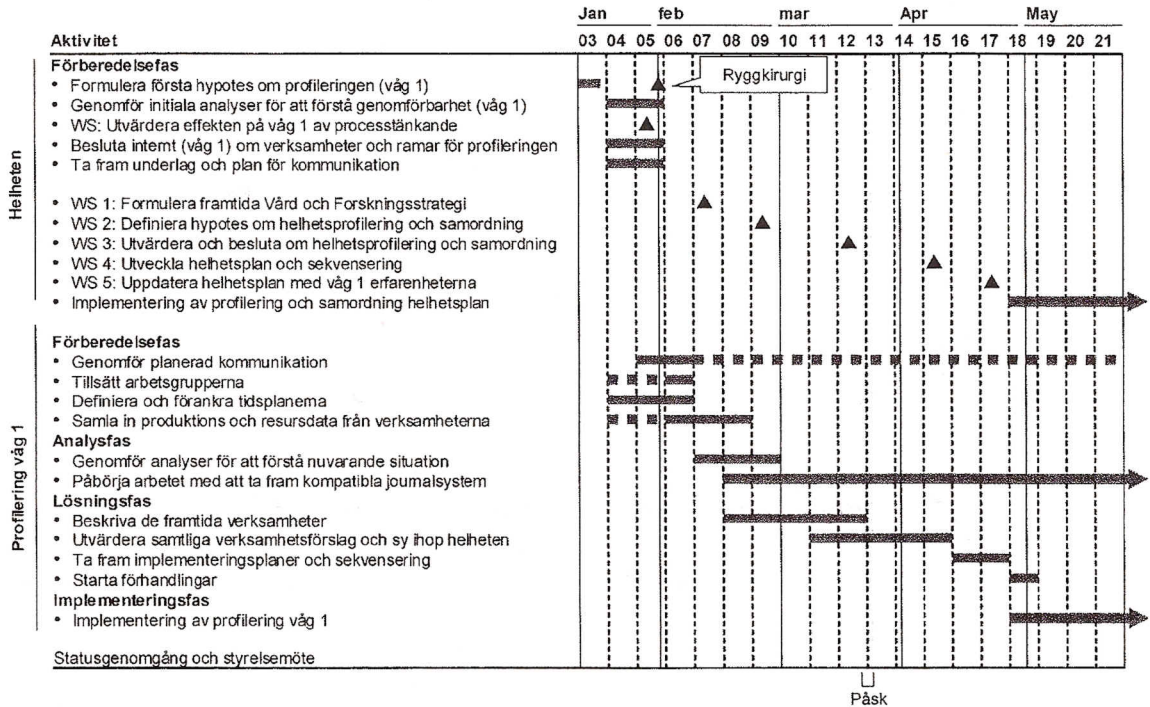 Jan feb mar Apr May
Aktivitet 03 04 05 06 07 08 09 10 11 12 13 14 15 16 17 18 19 20 21
Förberedelsefas
• Formulera första hypotes om profileringen (våg 1)
Ryggkirurgi
• Genomför initiala analyser för att förstå genomförbarhet (våg 1)
• WS: Utvärdera effekten på våg 1 av processtänkande
• Besluta internt (våg 1) om verksamheter och ramar för profileringen
• Ta fram underlag och plan för kommunikation
Helheten
• WS 1: Formulera framtida Vård och Forskningsstrategi
• WS 2: Definiera hypotes om helhetsprofilering och samordning
• WS 3: Utvärdera och besluta om helhetsprofilering och samordning
• WS 4: Utveckla helhetsplan och sekvensering
• WS 5: Uppdatera helhetsplan med våg 1 erfarenheterna
• Implementering av profilering och samordning helhetsplan
Förberedelsefas
• Genomför planerad kommunikation
• Tillsätt arbetsgrupperna
• Definiera och förankra tidsplanerna
• Samla in produktions och resursdata från verksamheterna
Analysfas
• Genomför analyser för att förstå nuvarande situation
• Påbörja arbetet med att ta fram kompatibla journalsystem
Profilering våg 1
Lösningsfas
• Beskriva de framtida verksamheter
• Utvärdera samtliga verksamhetsförslag och sy ihop helheten
• Ta fram implementeringsplaner och sekvensering
• Starta förhandlingar
Implementeringsfas
• Implementering av profilering våg 1
Statusgenomgång och styrelsemöte
Påsk